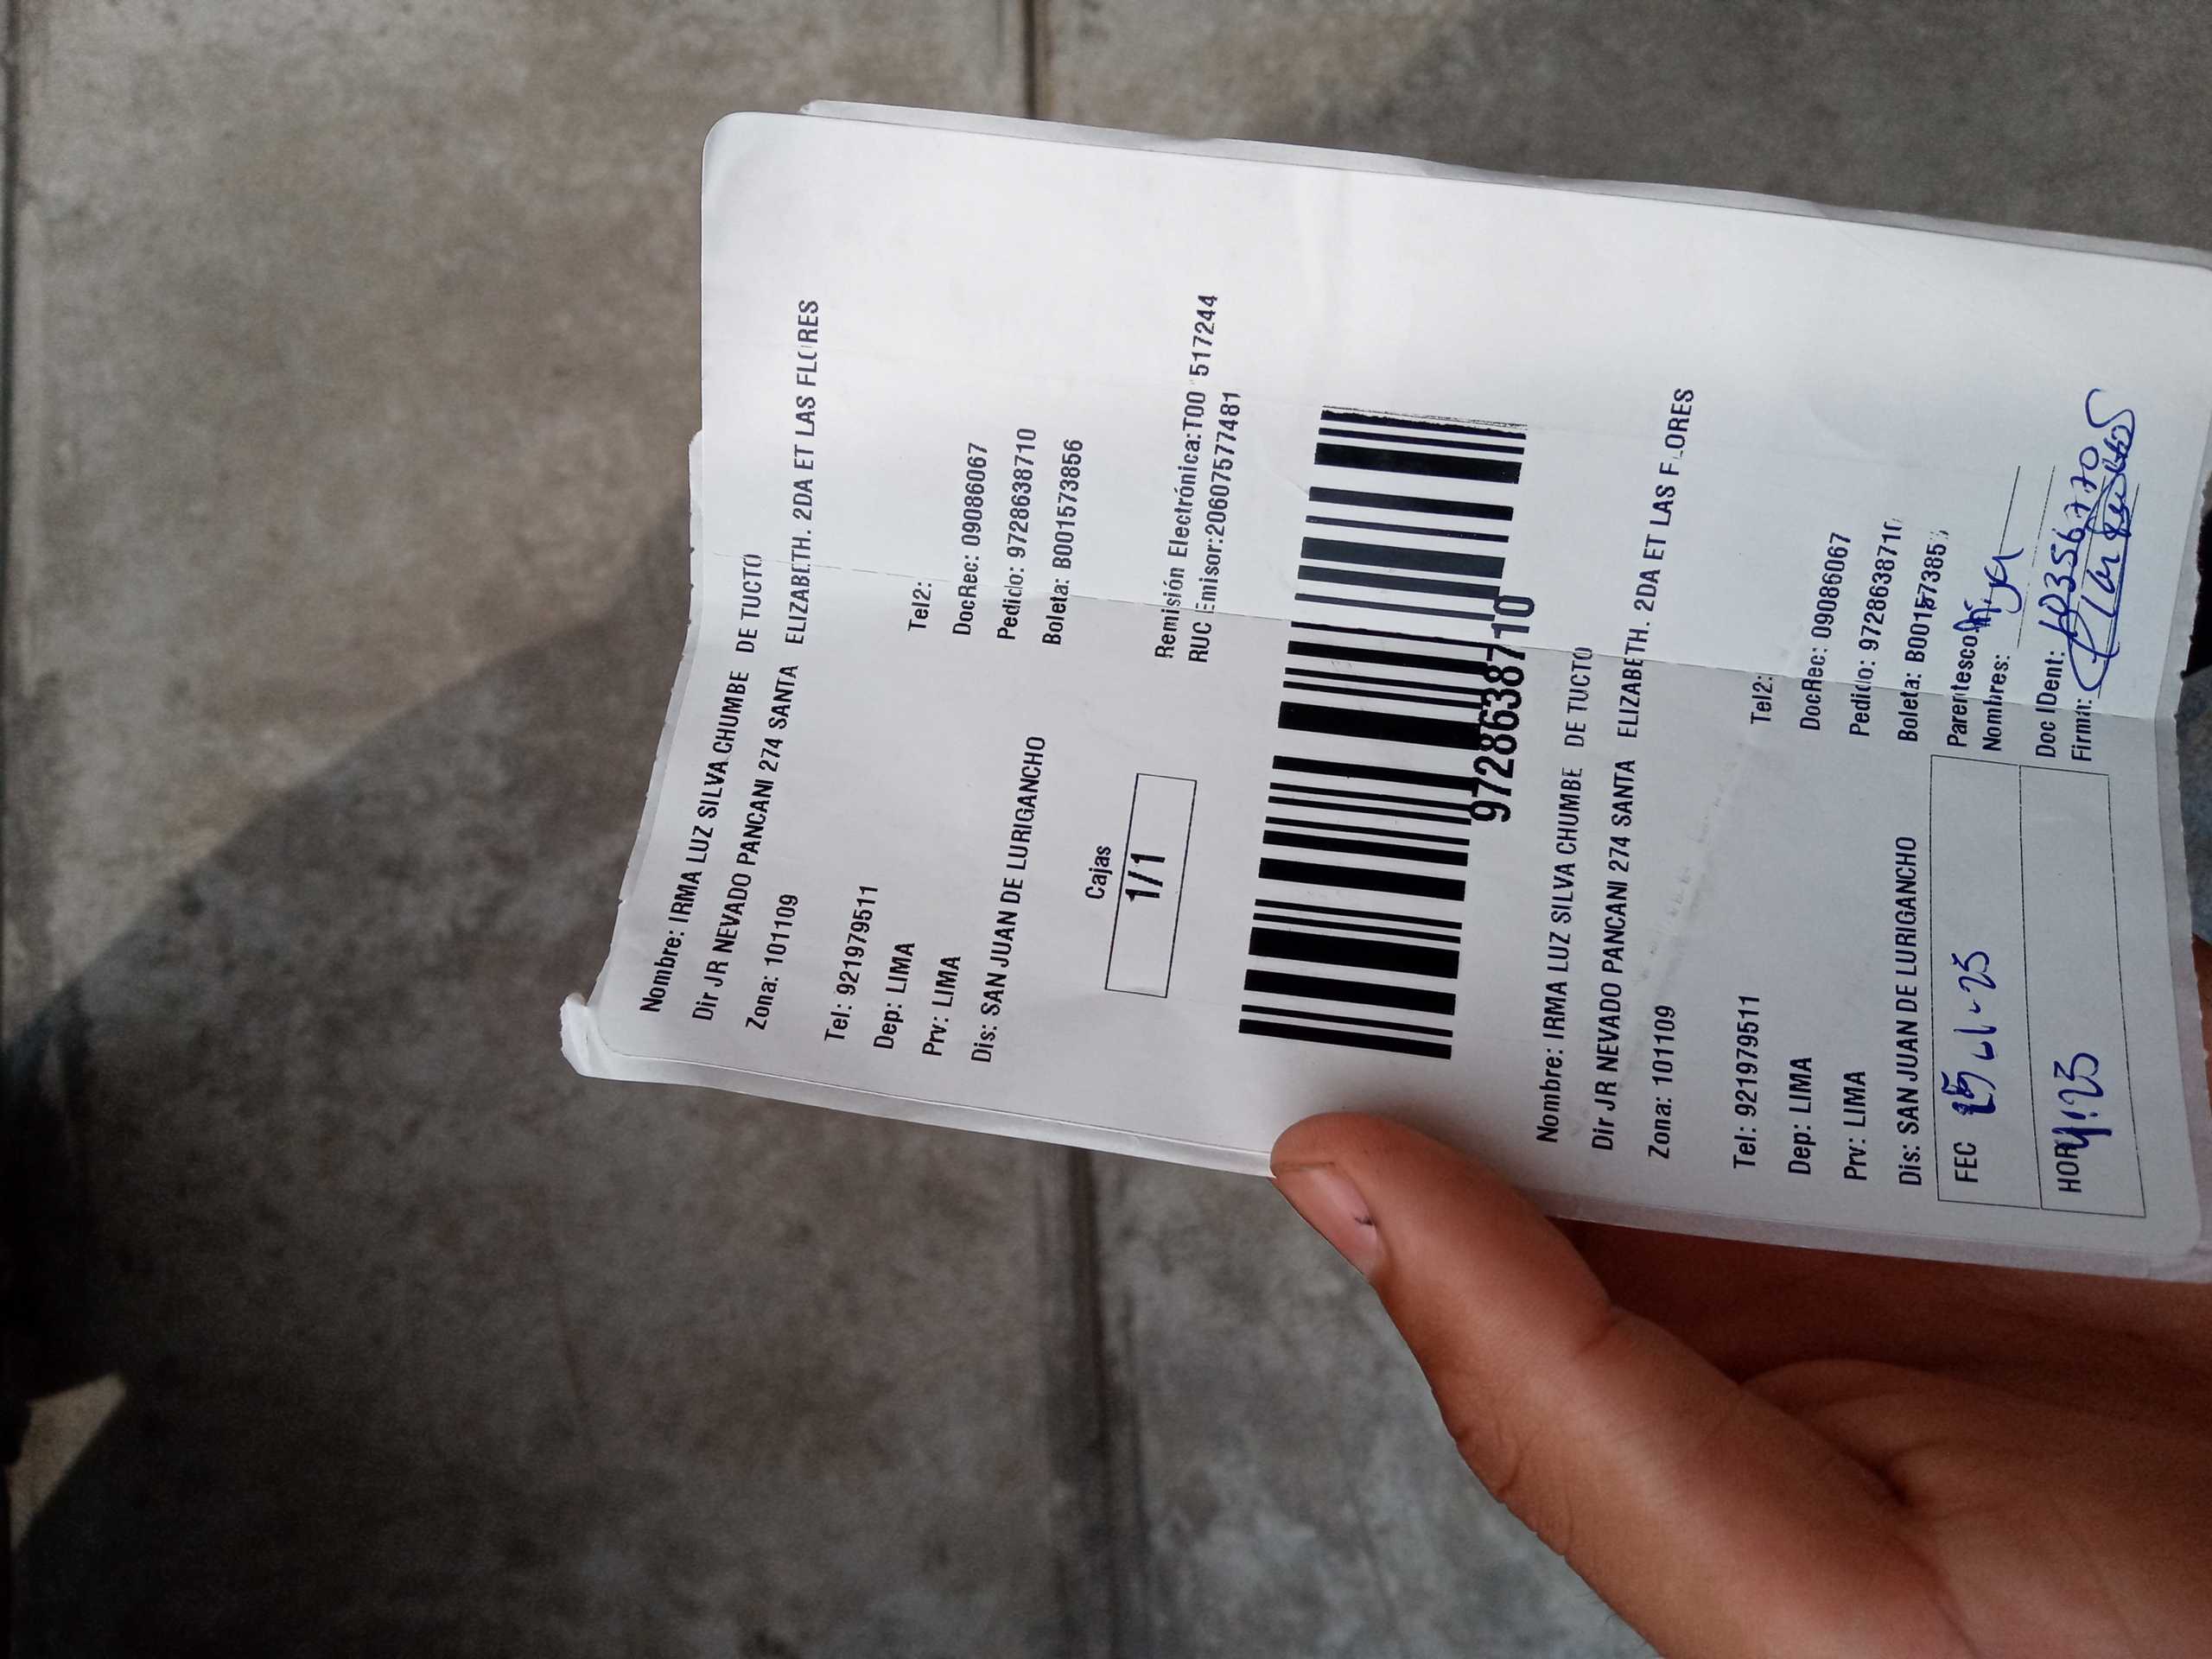 Nombre: IRMA LUZ SILVA CHUMBE DE TUCTO
Dir JR NEVADO PANCANI 274 SANTA ELIZABETH. 2DA ET LAS FLORES
Zona: 101109
Tel: 921979511 Tel2:
Dep: LIMA DocRec: 09086067
Prv: LIMA Pedido: 9728638710
Dis: SAN JUAN DE LURIGANCHO Boleta: B001573856
Cajas
1/1
Remisión Electrónica:T00 517244
RUC Emisor:20607577481
9728638710
Nombre: IRMA LUZ SILVA CHUMBE DE TUCTO
Dir JR NEVADO PANCANI 274 SANTA ELIZABETH. 2DA ET LAS FLORES
Zona: 101109
Tel: 921979511 Tel2:
Dep: LIMA DocRec: 09086067
Prv: LIMA Pedido: 9728638710
Dis: SAN JUAN DE LURIGANCHO Boleta: B001573856
FEC Parentesco
Nombres:
HOR Doc IDent:
Firma: